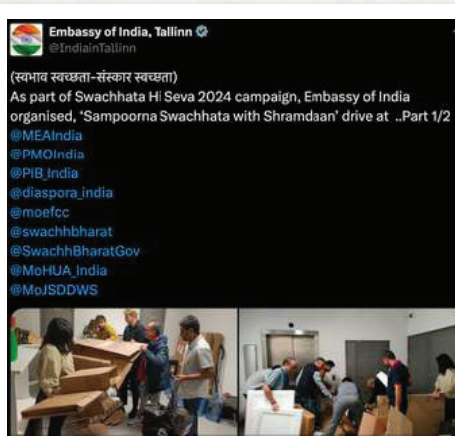 Embassy of India, Tallinn
@IndiainTallinn
(स्वभाव स्वच्छता-संस्कार स्वच्छता)
As part of Swachhata Hi Seva 2024 campaign, Embassy of India
organised, 'Sampoorna Swachhata with Shramdaan' drive at ..Part 1/2
@MEAIndia
@PMOIndia
@PIB_India
@diaspora_india
@moefcc
@swachhbharat
@SwachhBharatGov
@MoHUA_India
@MoJSDDWS